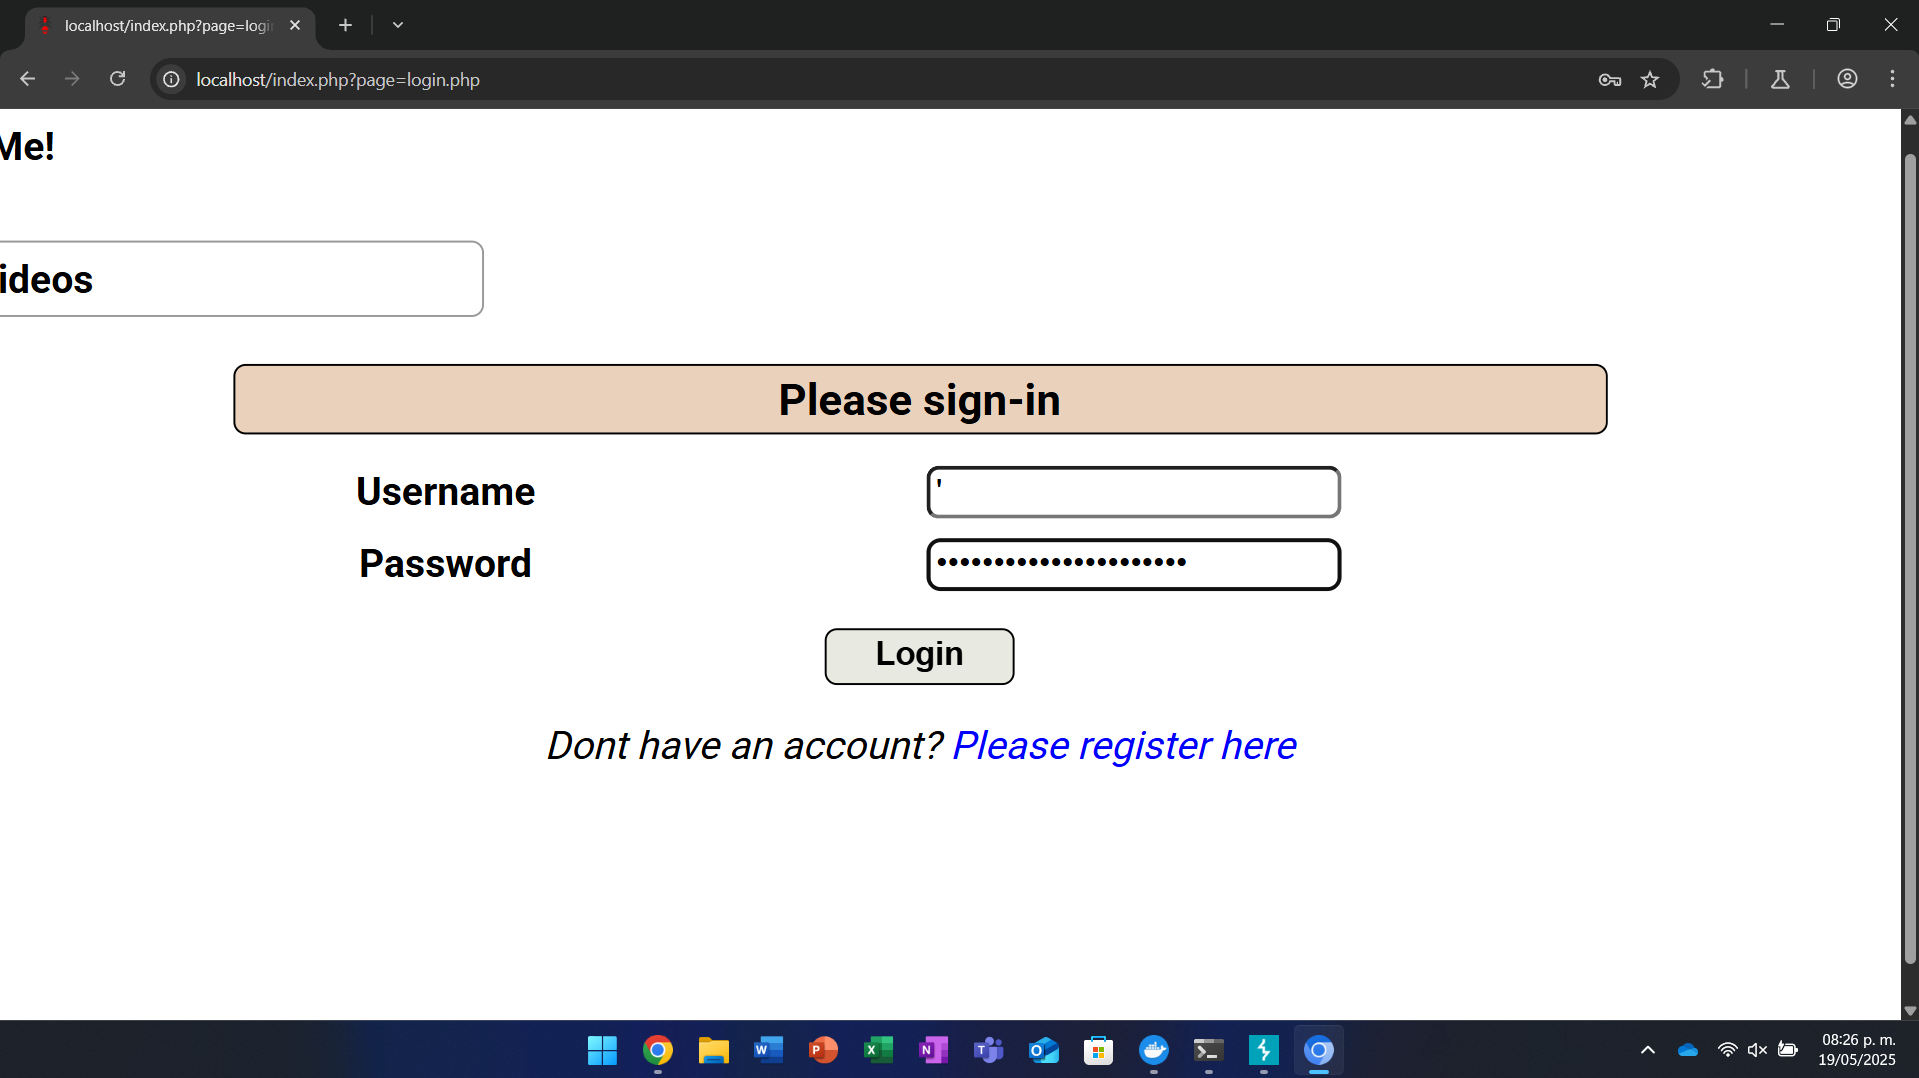 localhost/index.php?page=logi
localhost/index.php?page=login.php
Me!
ideos
Please sign-in
Username
'
Password
••••••••••••••••••••••
Login
Dont have an account? Please register here
08:26 p. m.
19/05/2025